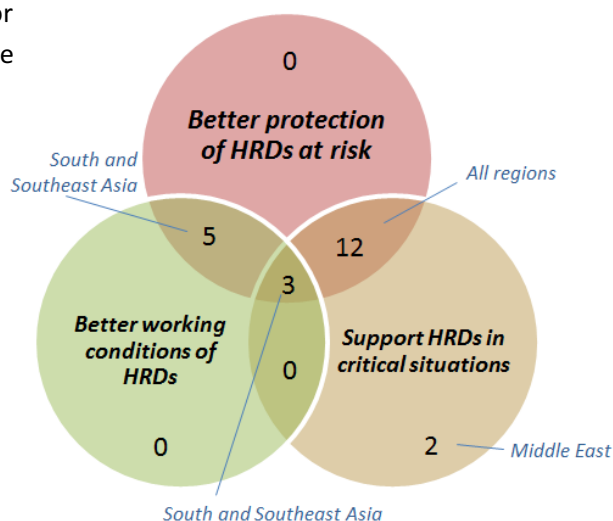 or
e
0
Better protection
of HRDs at risk
South and
Southeast Asia
All regions
5
12
3
Better working
conditions of
HRDs
Support HRDs in
critical situations
0
0
2
Middle East
South and Southeast Asia